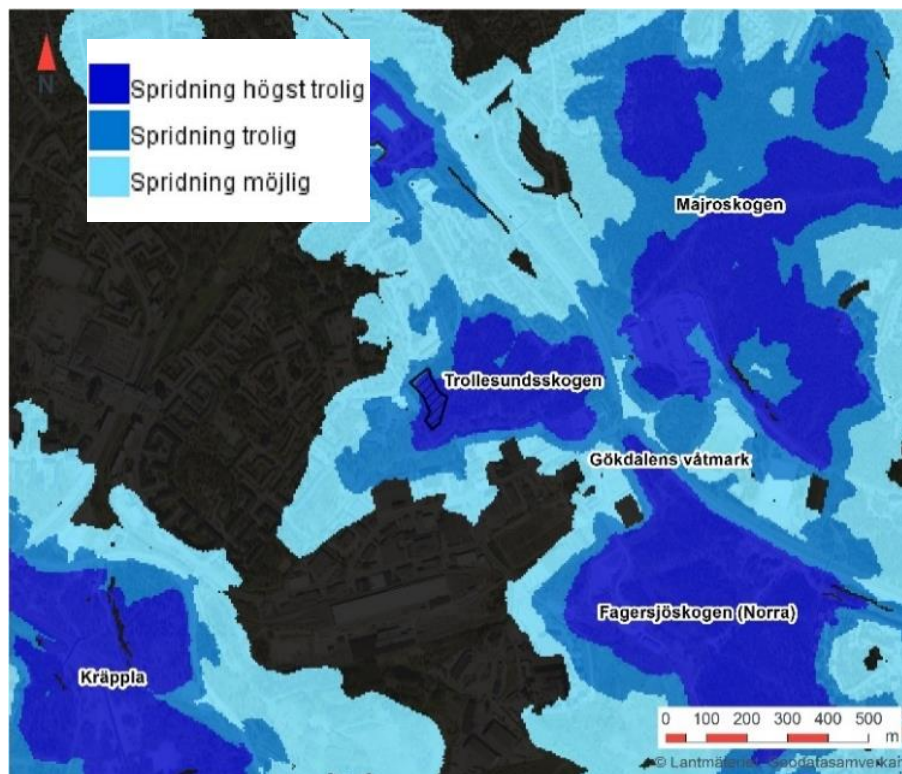 N
Spridning högst trolig
Spridning trolig
Spridning möjlig
Majroskogen
Trollesundsskogen
Gökdalens våtmark
Fagersjöskogen (Norra)
Kräppla
0 100 200 300 400 500
m
© Lantmäteriet, Geodatasamverkan